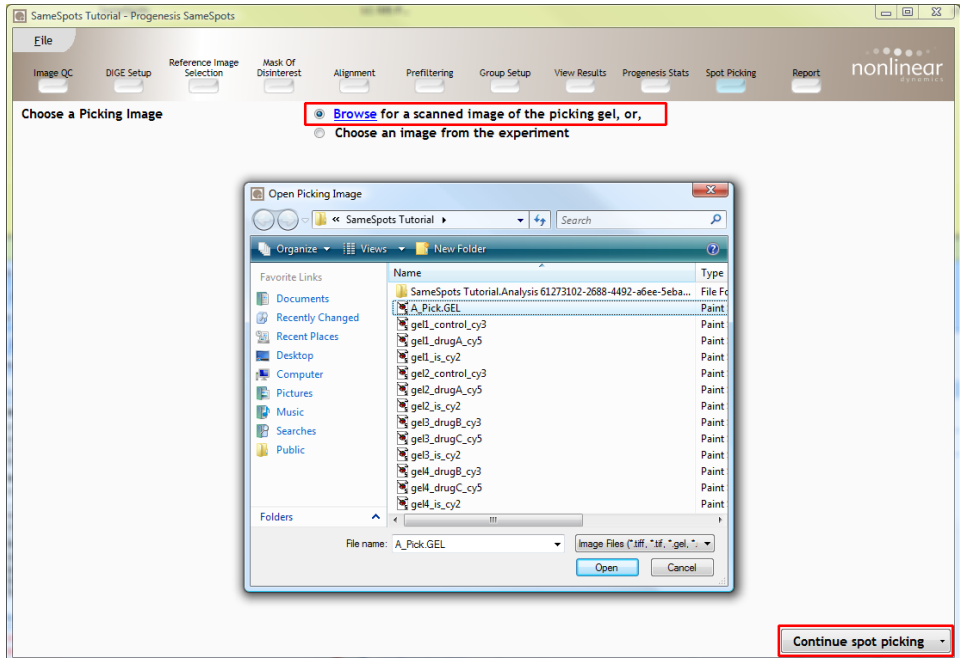 SameSpots Tutorial - Progenesis SameSpots
File
Image QC
DIGE Setup
Reference Image
Selection
Mask Of
Disinterest
Alignment
Prefiltering
Group Setup
View Results
Progenesis Stats
Spot Picking
Report
nonlinear
dynamics
Choose a Picking Image
Browse for a scanned image of the picking gel, or,
Choose an image from the experiment
Open Picking Image
« SameSpots Tutorial
Search
Organize
Views
New Folder
Favorite Links
Documents
Recently Changed
Recent Places
Desktop
Computer
Pictures
Music
Searches
Public
Folders
Name Type
SameSpots Tutorial.Analysis 61273102-2688-4492-a6ee-5eba... File Fo
A_Pick.GEL Paint
gel1_control_cy3 Paint
gel1_drugA_cy5 Paint
gel1_is_cy2 Paint
gel2_control_cy3 Paint
gel2_drugA_cy5 Paint
gel2_is_cy2 Paint
gel3_drugB_cy3 Paint
gel3_drugC_cy5 Paint
gel3_is_cy2 Paint
gel4_drugB_cy3 Paint
gel4_drugC_cy5 Paint
gel4_is_cy2 Paint
File name: A_Pick.GEL
Image Files (*.tiff, *.tif, *.gel, *.
Open
Cancel
Continue spot picking